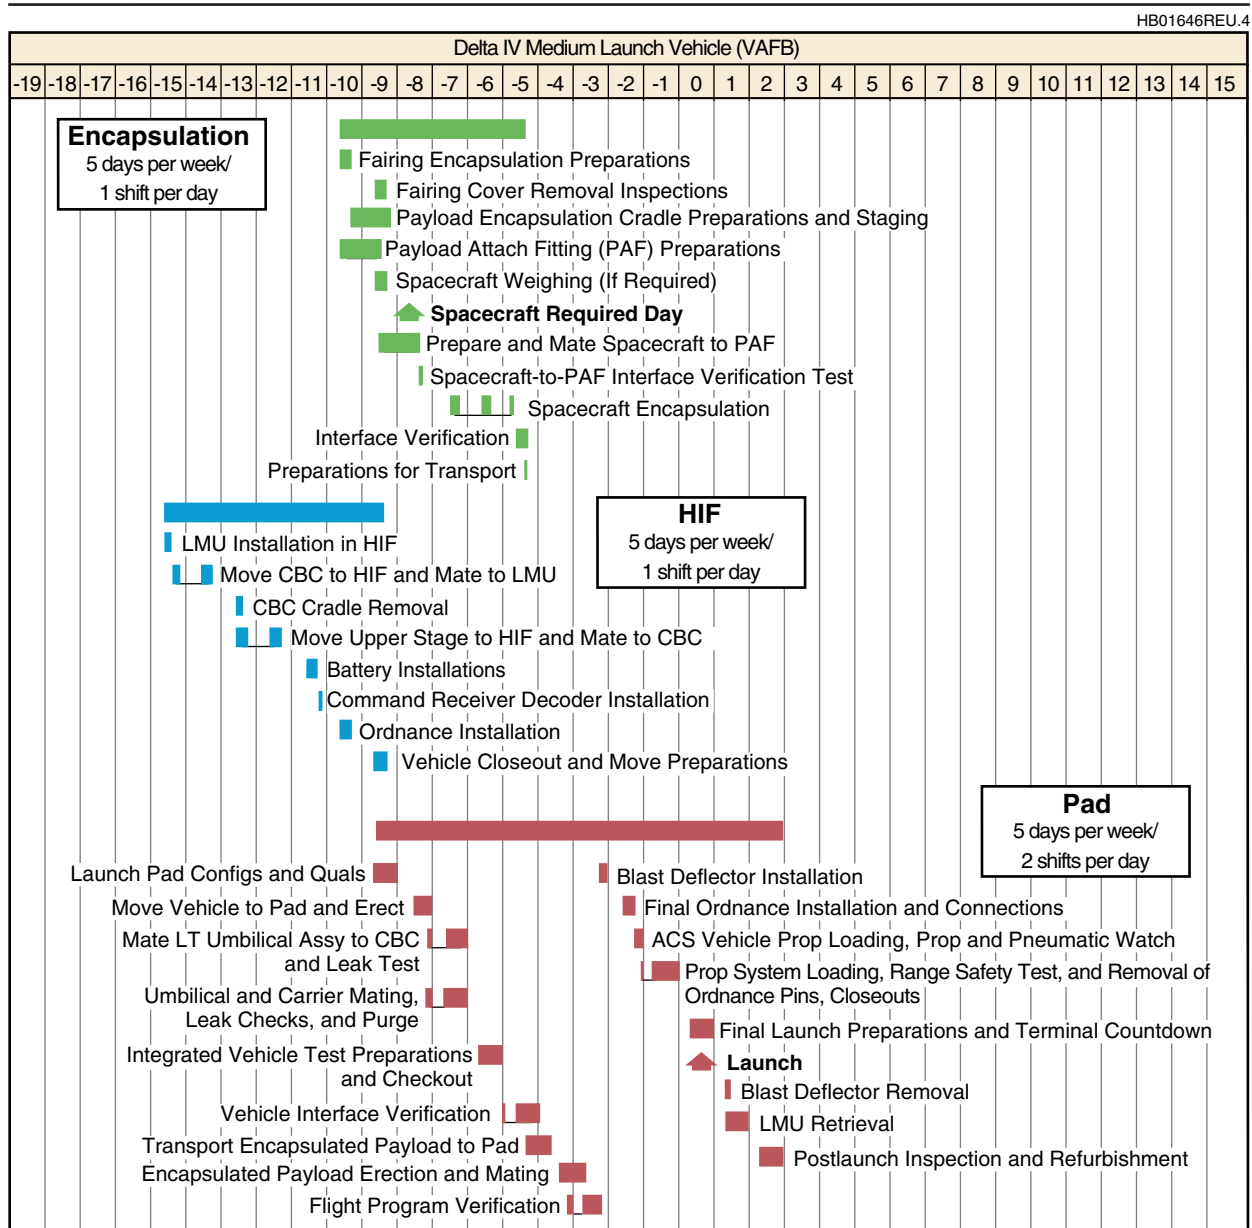 HB01646REU.4
Delta IV Medium Launch Vehicle (VAFB)
-19 -18 -17 -16 -15 -14 -13 -12 -11 -10 -9 -8 -7 -6 -5 -4 -3 -2 -1 0 1 2 3 4 5 6 7 8 9 10 11 12 13 14 15
Encapsulation
5 days per week/
1 shift per day
Fairing Encapsulation Preparations
Fairing Cover Removal Inspections
Payload Encapsulation Cradle Preparations and Staging
Payload Attach Fitting (PAF) Preparations
Spacecraft Weighing (If Required)
Spacecraft Required Day
Prepare and Mate Spacecraft to PAF
Spacecraft-to-PAF Interface Verification Test
Spacecraft Encapsulation
Interface Verification
Preparations for Transport
HIF
5 days per week/
1 shift per day
LMU Installation in HIF
Move CBC to HIF and Mate to LMU
CBC Cradle Removal
Move Upper Stage to HIF and Mate to CBC
Battery Installations
Command Receiver Decoder Installation
Ordnance Installation
Vehicle Closeout and Move Preparations
Pad
5 days per week/
2 shifts per day
Launch Pad Configs and Quals
Move Vehicle to Pad and Erect
Mate LT Umbilical Assy to CBC
and Leak Test
Umbilical and Carrier Mating,
Leak Checks, and Purge
Integrated Vehicle Test Preparations
and Checkout
Vehicle Interface Verification
Transport Encapsulated Payload to Pad
Encapsulated Payload Erection and Mating
Flight Program Verification
Blast Deflector Installation
Final Ordnance Installation and Connections
ACS Vehicle Prop Loading, Prop and Pneumatic Watch
Prop System Loading, Range Safety Test, and Removal of
Ordnance Pins, Closeouts
Final Launch Preparations and Terminal Countdown
Launch
Blast Deflector Removal
LMU Retrieval
Postlaunch Inspection and Refurbishment